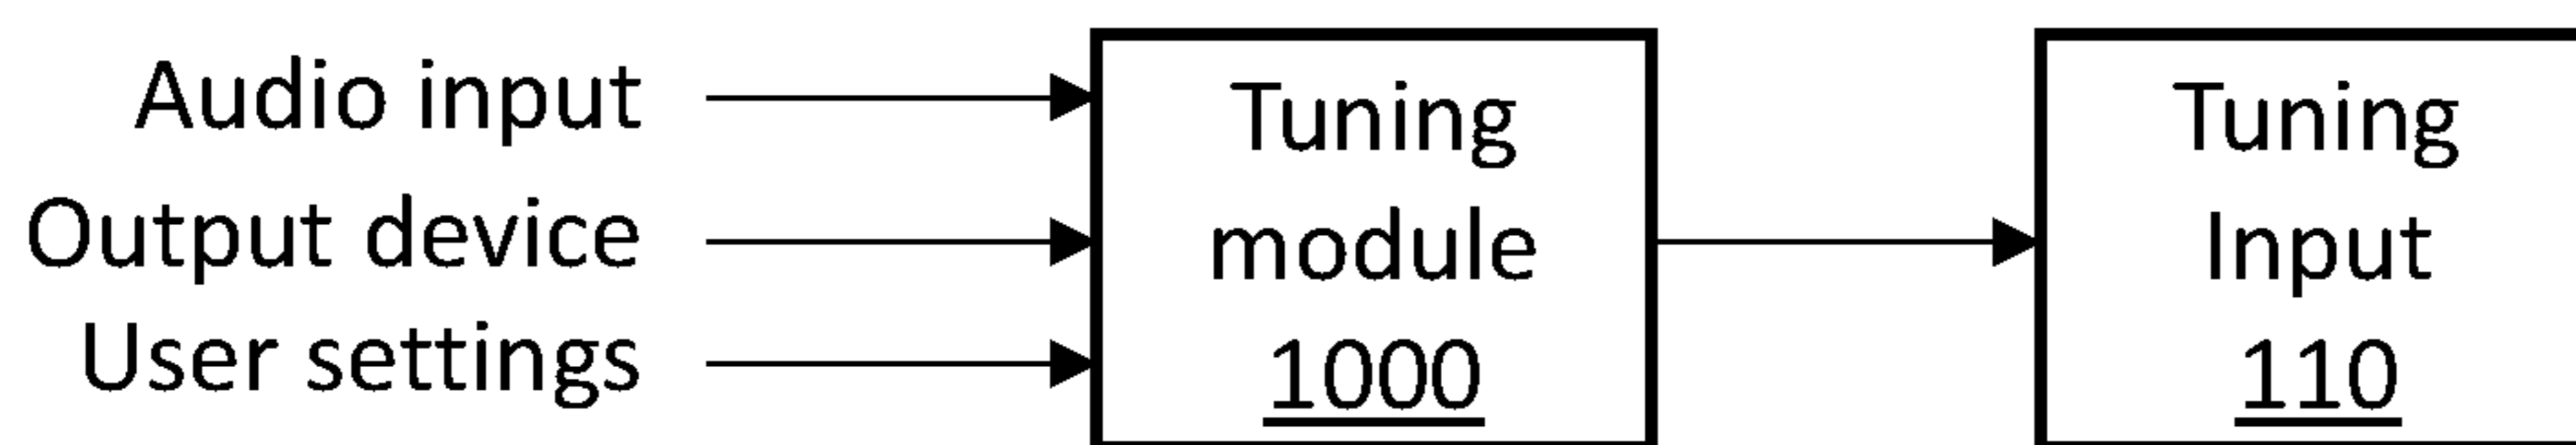 Audio input
Output device
User settings
Tuning
module
1000
Tuning
Input
110